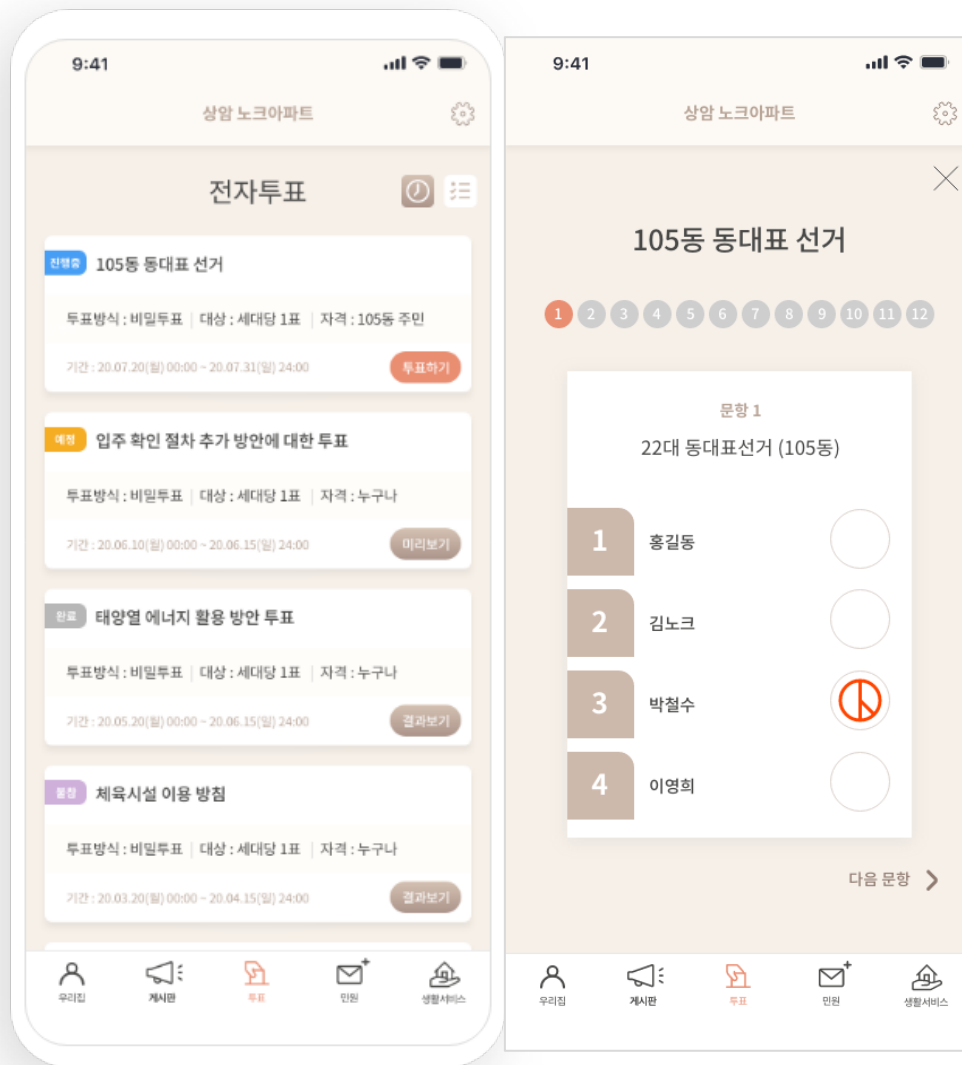 9:41
상암 노크아파트
전자투표
진행중 105동 동대표 선거
투표방식 : 비밀투표 | 대상 : 세대당 1표 | 자격 : 105동 주민
기간 : 20.07.20(월) 00:00 ~ 20.07.31(일) 24:00 투표하기
예정 입주 확인 절차 추가 방안에 대한 투표
투표방식 : 비밀투표 | 대상 : 세대당 1표 | 자격 : 누구나
기간 : 20.06.10(월) 00:00 ~ 20.06.15(일) 24:00 미리보기
완료 태양열 에너지 활용 방안 투표
투표방식 : 비밀투표 | 대상 : 세대당 1표 | 자격 : 누구나
기간 : 20.05.20(월) 00:00 ~ 20.06.15(일) 24:00 결과보기
불참 체육시설 이용 방침
투표방식 : 비밀투표 | 대상 : 세대당 1표 | 자격 : 누구나
기간 : 20.03.20(월) 00:00 ~ 20.04.15(일) 24:00 결과보기
우리집 게시판 투표 민원 생활서비스
9:41
상암 노크아파트
105동 동대표 선거
1 2 3 4 5 6 7 8 9 10 11 12
문항 1
22대 동대표선거 (105동)
1 홍길동
2 김노크
3 박철수
4 이영희
다음 문항
우리집 게시판 투표 민원 생활서비스